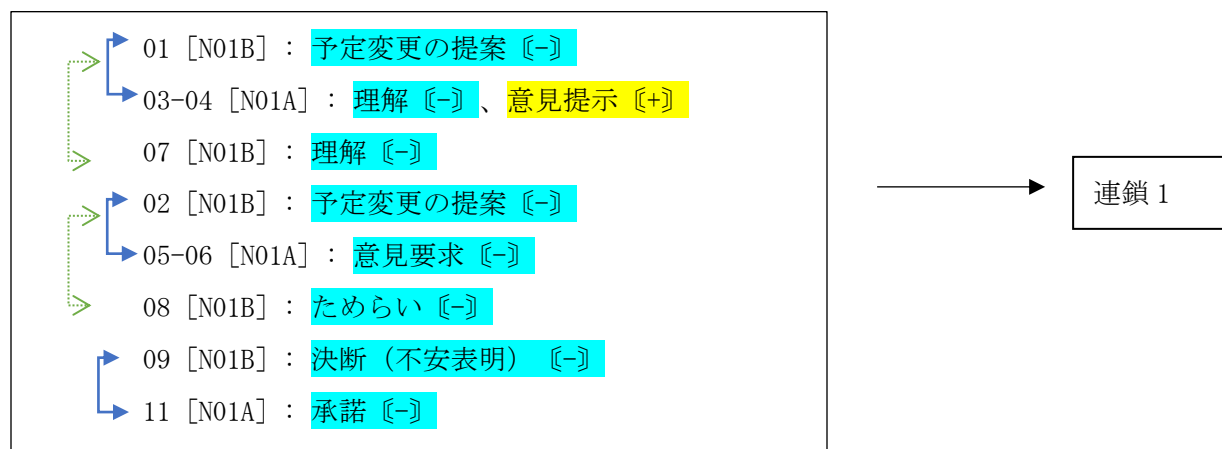 01 [N01B]：予定変更の提案〔-〕
03-04 [N01A]：理解〔-〕、意見提示〔+〕
07 [N01B]：理解〔-〕
02 [N01B]：予定変更の提案〔-〕
連鎖 1
05-06 [N01A]：意見要求〔-〕
08 [N01B]：ためらい〔-〕
09 [N01B]：決断（不安表明）〔-〕
11 [N01A]：承諾〔-〕